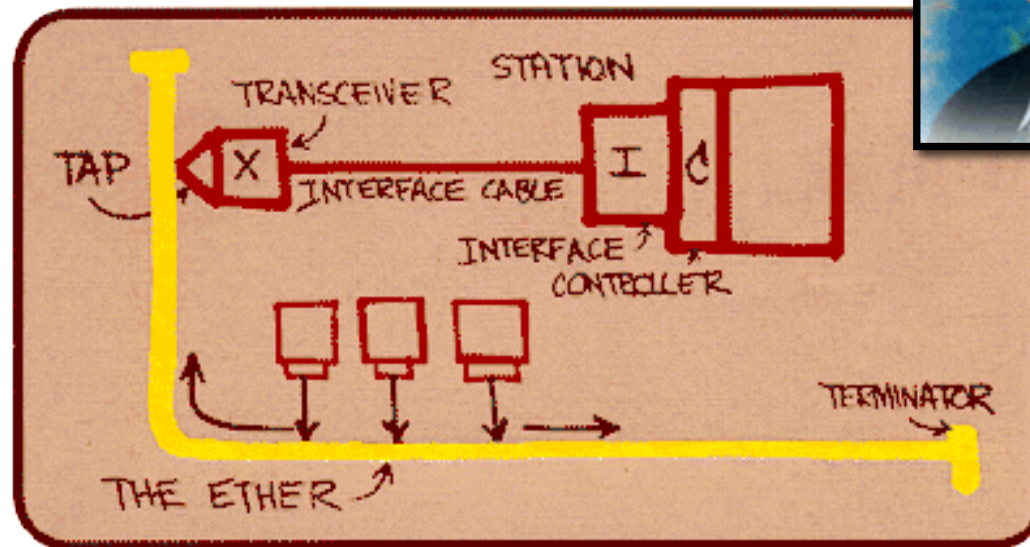 STATION
TRANSCEIVER
TAP
X
I
C
INTERFACE CABLE
INTERFACE
CONTROLLER
TERMINATOR
THE ETHER